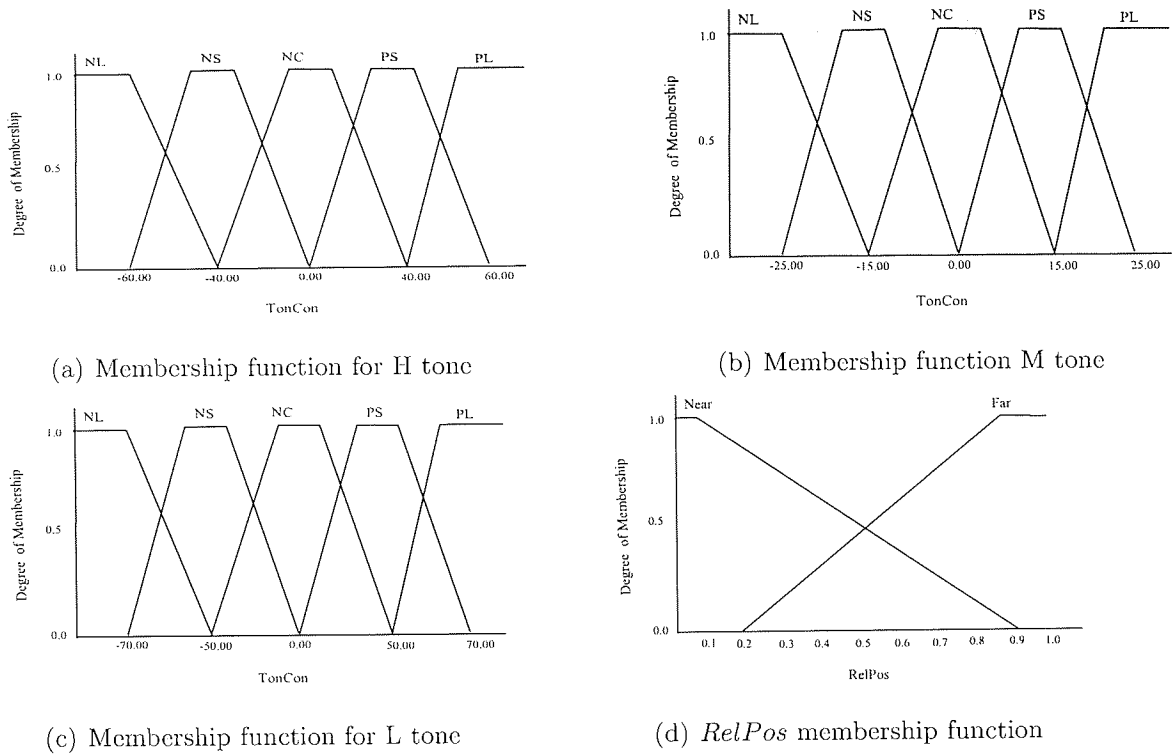 NL NS NC PS PL
1.0
0.5
0.0
Degree of Membership
-60.00 -40.00 0.00 40.00 60.00
TonCon
(a) Membership function for H tone
NL NS NC PS PL
1.0
0.5
0.0
Degree of Membership
-25.00 -15.00 0.00 15.00 25.00
TonCon
(b) Membership function M tone
NL NS NC PS PL
1.0
0.5
0.0
Degree of Membership
-70.00 -50.00 0.00 50.00 70.00
TonCon
(c) Membership function for L tone
Near Far
1.0
0.5
0.0
Degree of Membership
0.1 0.2 0.3 0.4 0.5 0.6 0.7 0.8 0.9 1.0
RelPos
(d) RelPos membership function